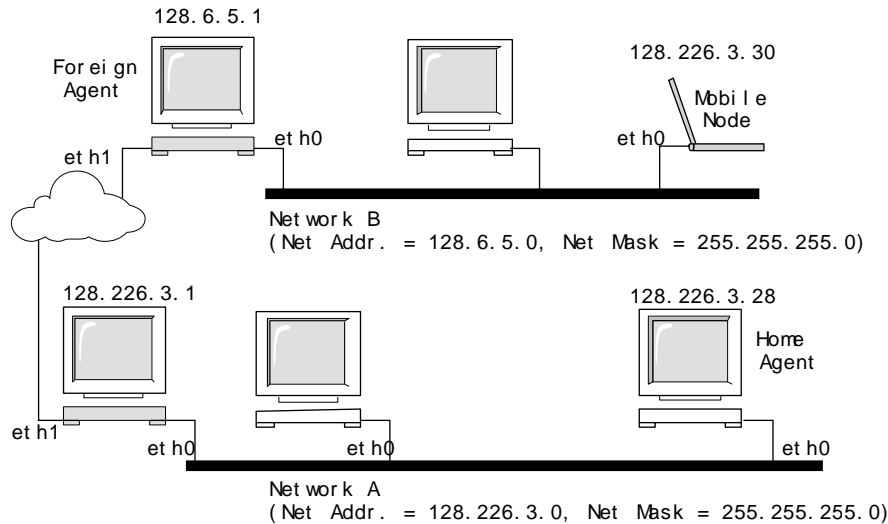 128.6.5.1
Foreign
Agent
128.226.3.30
Mobile
Node
eth0
eth0
eth1
Network B
(Net Addr. = 128.6.5.0, Net Mask = 255.255.255.0)
128.226.3.1
128.226.3.28
Home
Agent
eth1
eth0
eth0
eth0
Network A
(Net Addr. = 128.226.3.0, Net Mask = 255.255.255.0)